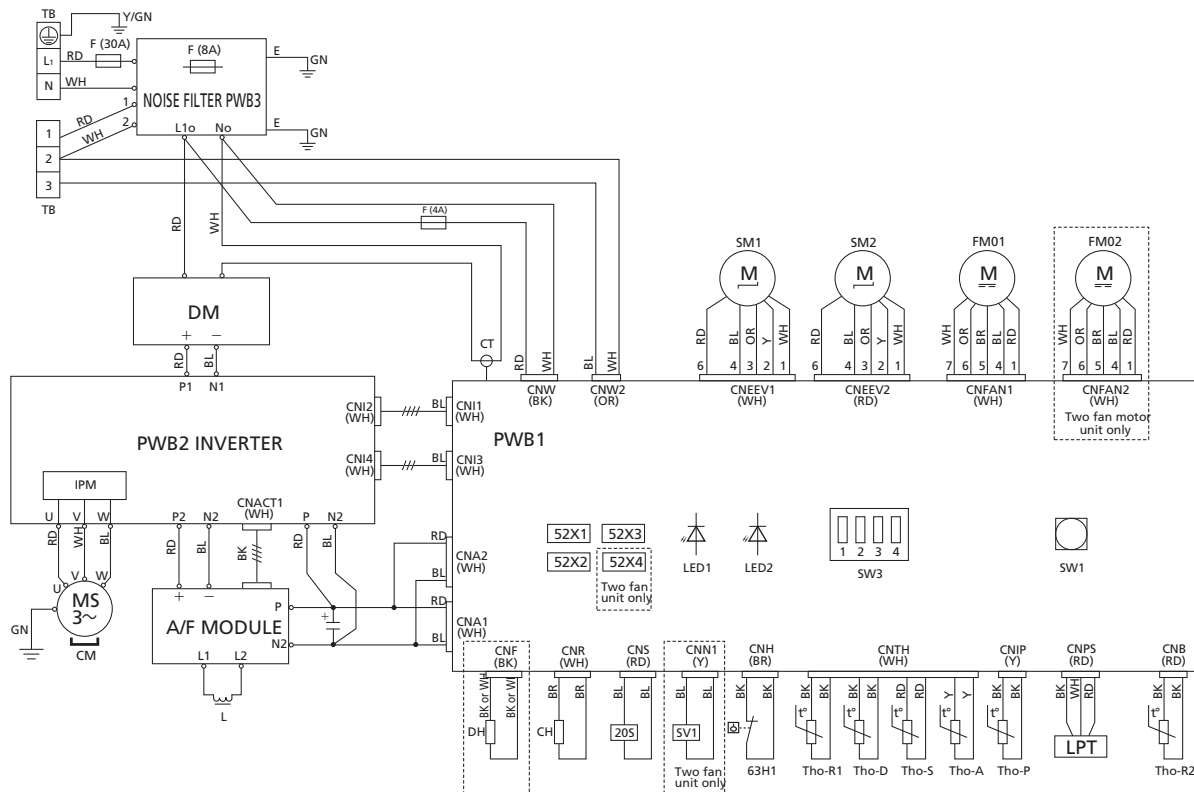 TB
Y/GN
L1
RD
F (30A)
N
WH
F (8A)
NOISE FILTER PWB3
E
GN
E
GN
1
2
RD
WH
L1o
No
1
2
3
TB
RD
WH
F (4A)
DM
+
−
RD
BL
P1
N1
CT
RD
WH
BL
WH
CNW
(BK)
CNW2
(OR)
SM1
M
RD
BL
OR
Y
WH
6
4
3
2
1
CNEEV1
(WH)
SM2
M
RD
BL
OR
Y
WH
6
4
3
2
1
CNEEV2
(RD)
FM01
M
WH
OR
BR
BL
RD
7
6
5
4
1
CNFAN1
(WH)
FM02
M
WH
OR
BR
BL
RD
7
6
5
4
1
CNFAN2
(WH)
Two fan motor
unit only
PWB2 INVERTER
CNI2
(WH)
BL
CNI1
(WH)
CNI4
(WH)
BL
CNI3
(WH)
PWB1
IPM
U
V
W
P2
N2
CNACT1
(WH)
P
N2
RD
WH
BL
RD
BL
BK
RD
BL
U
V
W
MS
3~
GN
CM
+
−
A/F MODULE
P
N2
L1
L2
L
+
RD
CNA2
(WH)
BL
RD
CNA1
(WH)
BL
52X1
52X3
52X2
52X4
Two fan
unit only
LED1
LED2
1
2
3
4
SW3
SW1
CNF
(BK)
BK or WH
BK or WH
DH
CNR
(WH)
BR
BR
CH
CNS
(RD)
BL
BL
20S
CNN1
(Y)
BL
BL
SV1
Two fan
unit only
CNH
(BR)
BK
BK
63H1
CNTH
(WH)
BK
BK
t°
Tho-R1
BK
BK
t°
Tho-D
RD
RD
t°
Tho-S
Y
Y
t°
Tho-A
CNIP
(Y)
BK
BK
t°
Tho-P
CNPS
(RD)
BK
WH
RD
LPT
CNB
(RD)
BK
BK
t°
Tho-R2